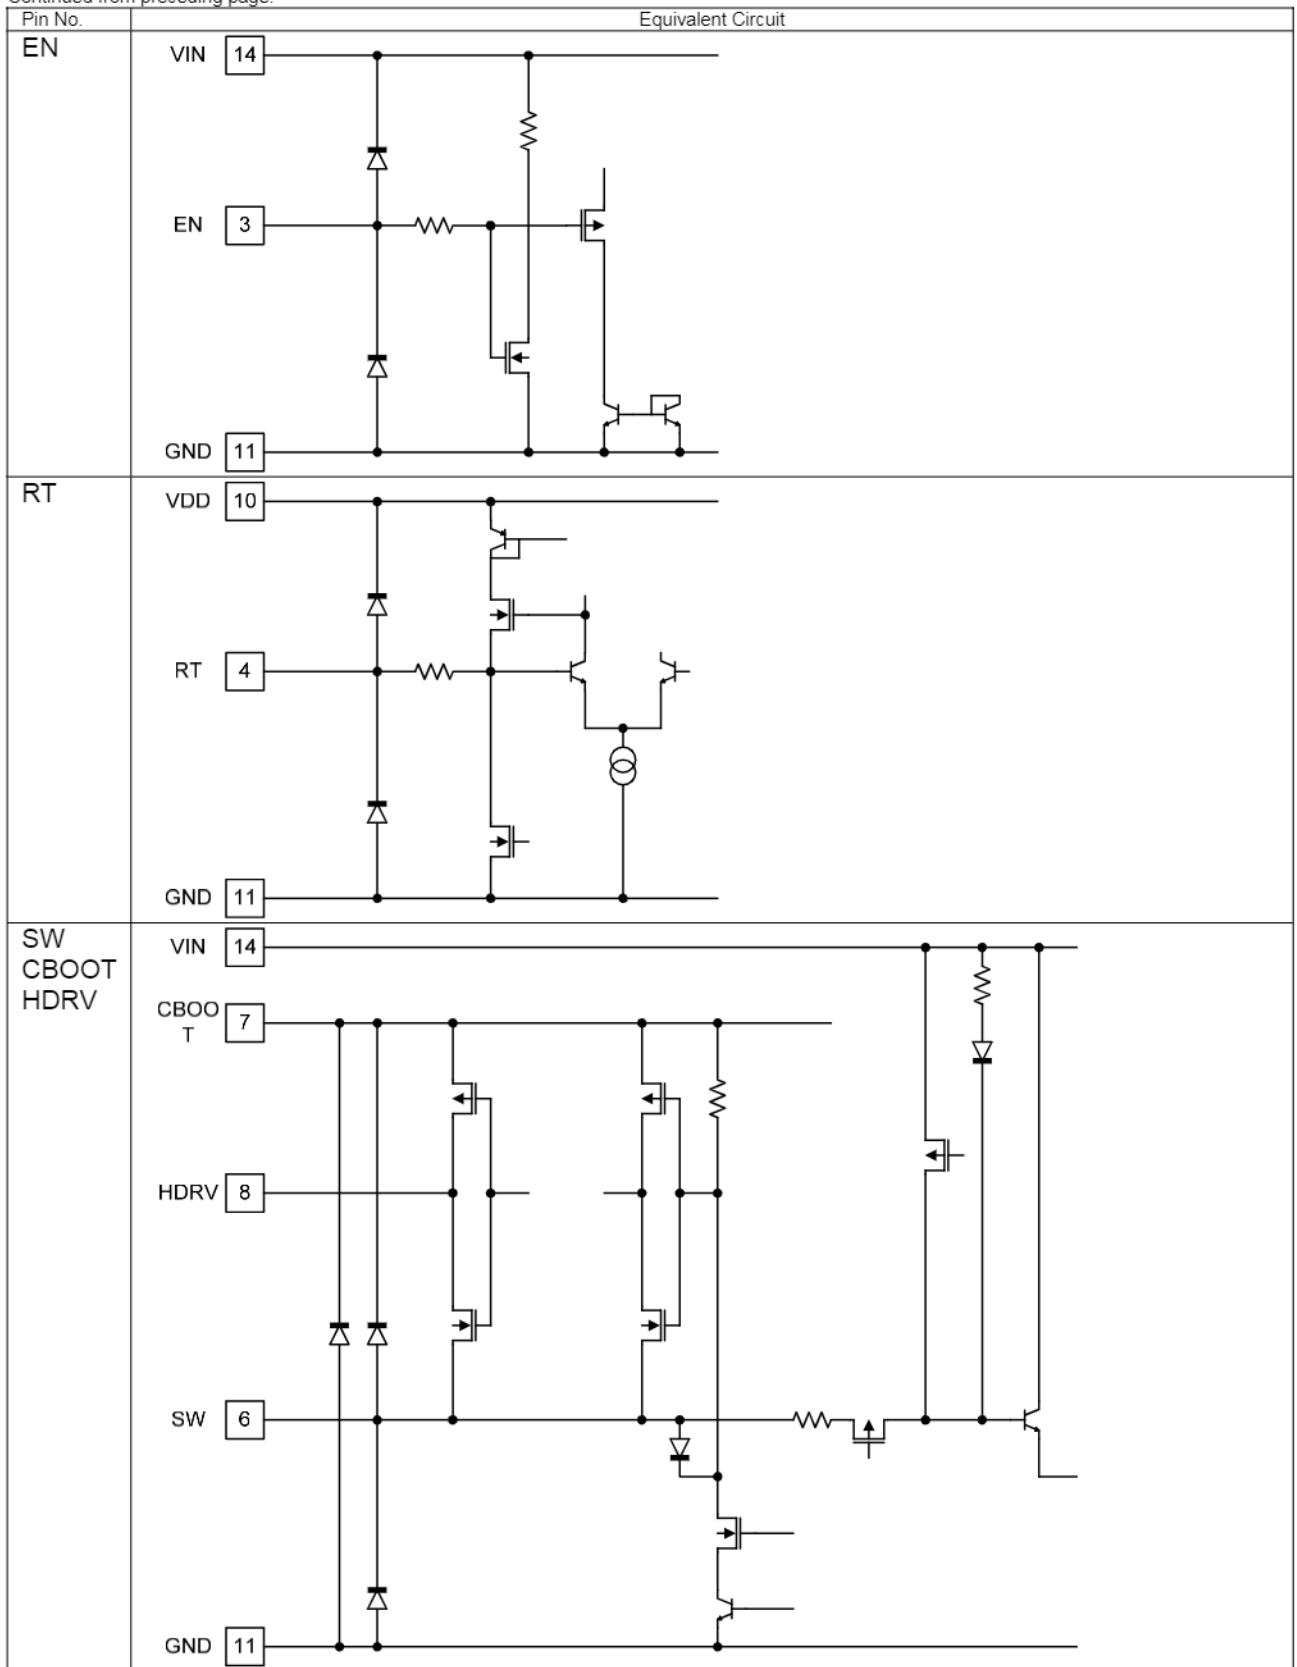 Continued from preceding page.
Pin No. Equivalent Circuit
EN
VIN 14
EN 3
GND 11
RT
VDD 10
RT 4
GND 11
SW
CBOOT
HDRV
VIN 14
CBOO
T 7
HDRV 8
SW 6
GND 11